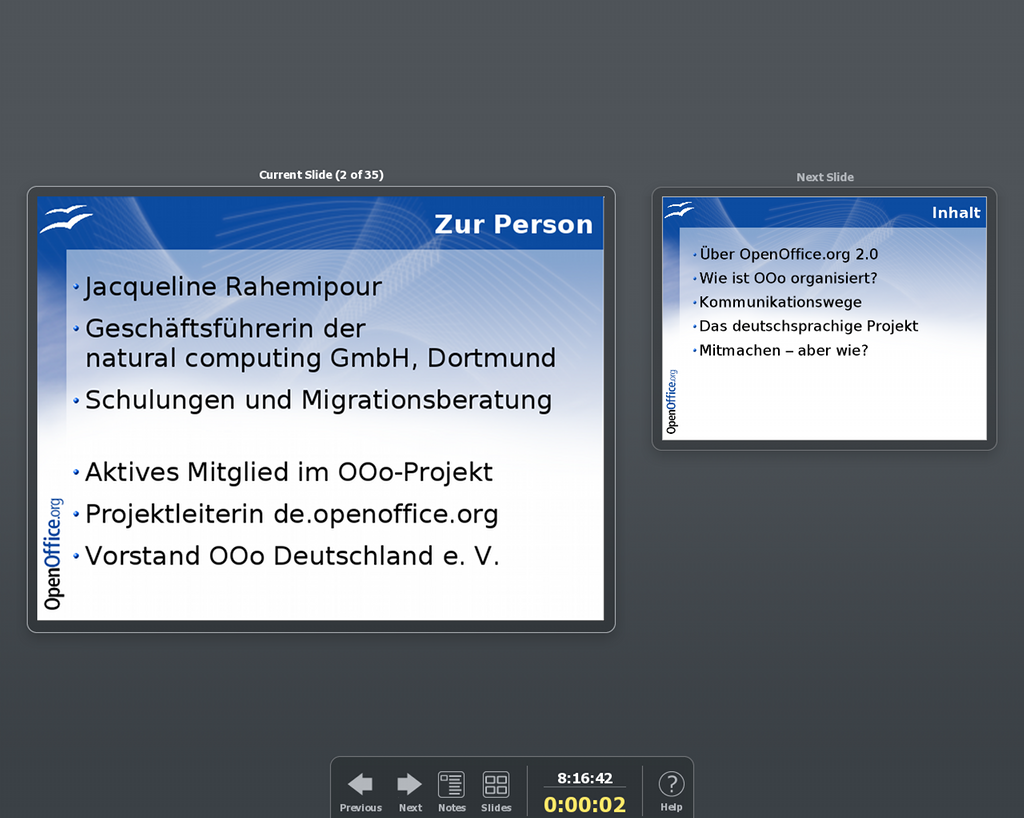 Current Slide (2 of 35)
Zur Person
Jacqueline Rahemipour
Geschäftsführerin der
natural computing GmbH, Dortmund
Schulungen und Migrationsberatung
Aktives Mitglied im OOo-Projekt
Projektleiterin de.openoffice.org
Vorstand OOo Deutschland e. V.
OpenOffice.org
Next Slide
Inhalt
Über OpenOffice.org 2.0
Wie ist OOo organisiert?
Kommunikationswege
Das deutschsprachige Projekt
Mitmachen – aber wie?
OpenOffice.org
Previous
Next
Notes
Slides
8:16:42
0:00:02
?
Help